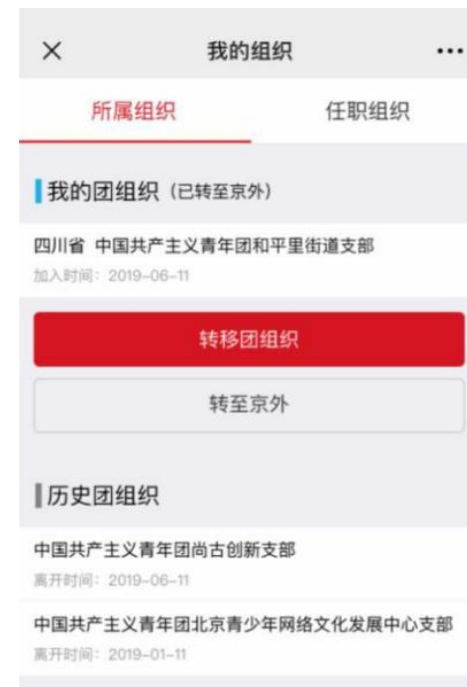 我的组织
所属组织 任职组织
我的团组织（已转至京外）
四川省 中国共产主义青年团和平里街道支部
加入时间：2019-06-11
转移团组织
转至京外
历史团组织
中国共产主义青年团尚古创新支部
离开时间：2019-06-11
中国共产主义青年团北京青少年网络文化发展中心支部
离开时间：2019-01-11